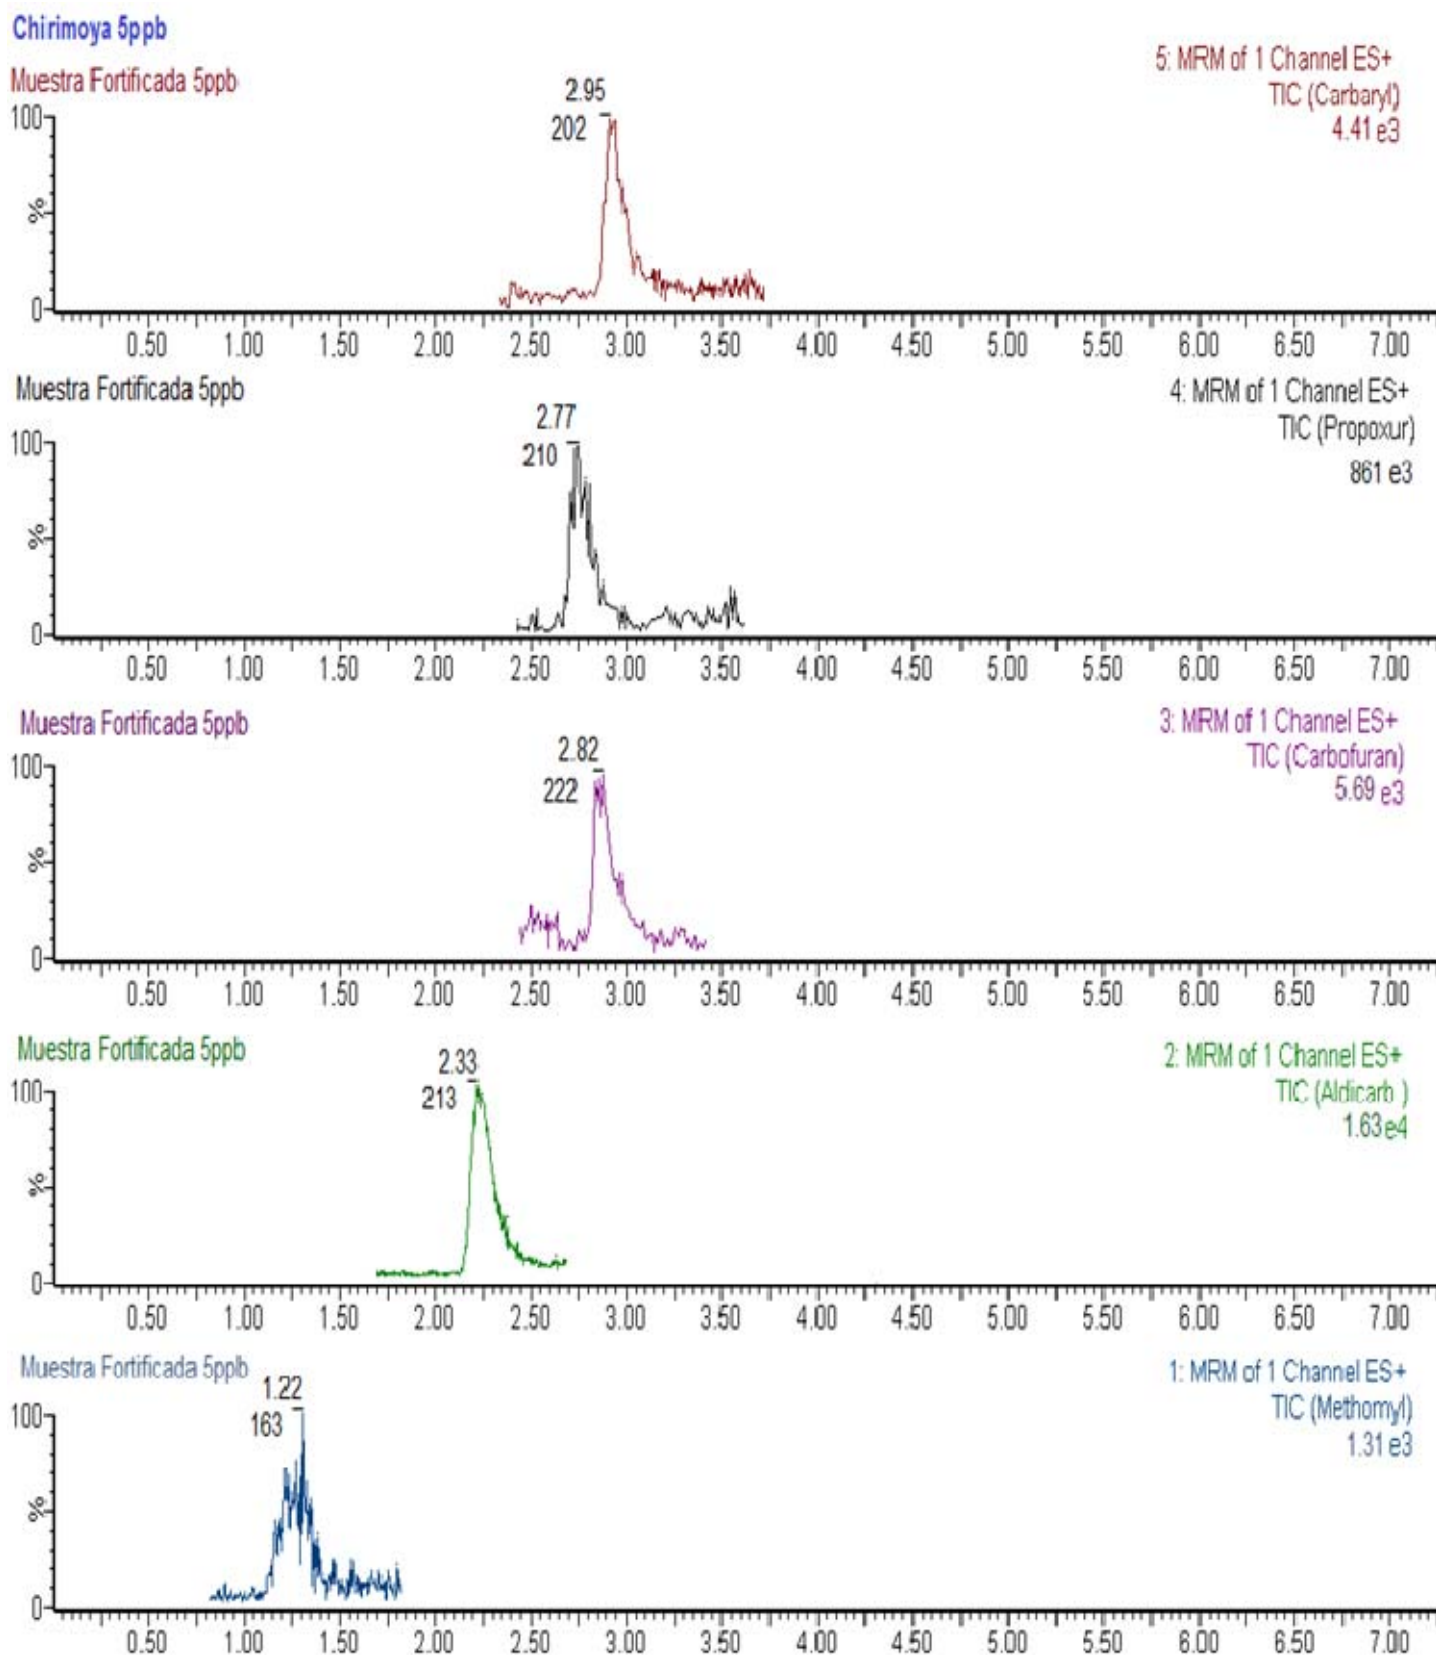 Chirimoya 5ppb
Muestra Fortificada 5ppb
5: MRM of 1 Channel ES+
TIC (Carbaryl)
4.41 e3
2.95
202
100
%
0
0.50 1.00 1.50 2.00 2.50 3.00 3.50 4.00 4.50 5.00 5.50 6.00 6.50 7.00
Muestra Fortificada 5ppb
4: MRM of 1 Channel ES+
TIC (Propoxur)
861 e3
2.77
210
100
%
0
0.50 1.00 1.50 2.00 2.50 3.00 3.50 4.00 4.50 5.00 5.50 6.00 6.50 7.00
Muestra Fortificada 5ppb
3: MRM of 1 Channel ES+
TIC (Carbofuran)
5.69 e3
2.82
222
100
%
0
0.50 1.00 1.50 2.00 2.50 3.00 3.50 4.00 4.50 5.00 5.50 6.00 6.50 7.00
Muestra Fortificada 5ppb
2: MRM of 1 Channel ES+
TIC (Aldicarb )
1.63 e4
2.33
213
100
%
0
0.50 1.00 1.50 2.00 2.50 3.00 3.50 4.00 4.50 5.00 5.50 6.00 6.50 7.00
Muestra Fortificada 5ppb
1: MRM of 1 Channel ES+
TIC (Methomyl)
1.31 e3
1.22
163
100
%
0
0.50 1.00 1.50 2.00 2.50 3.00 3.50 4.00 4.50 5.00 5.50 6.00 6.50 7.00